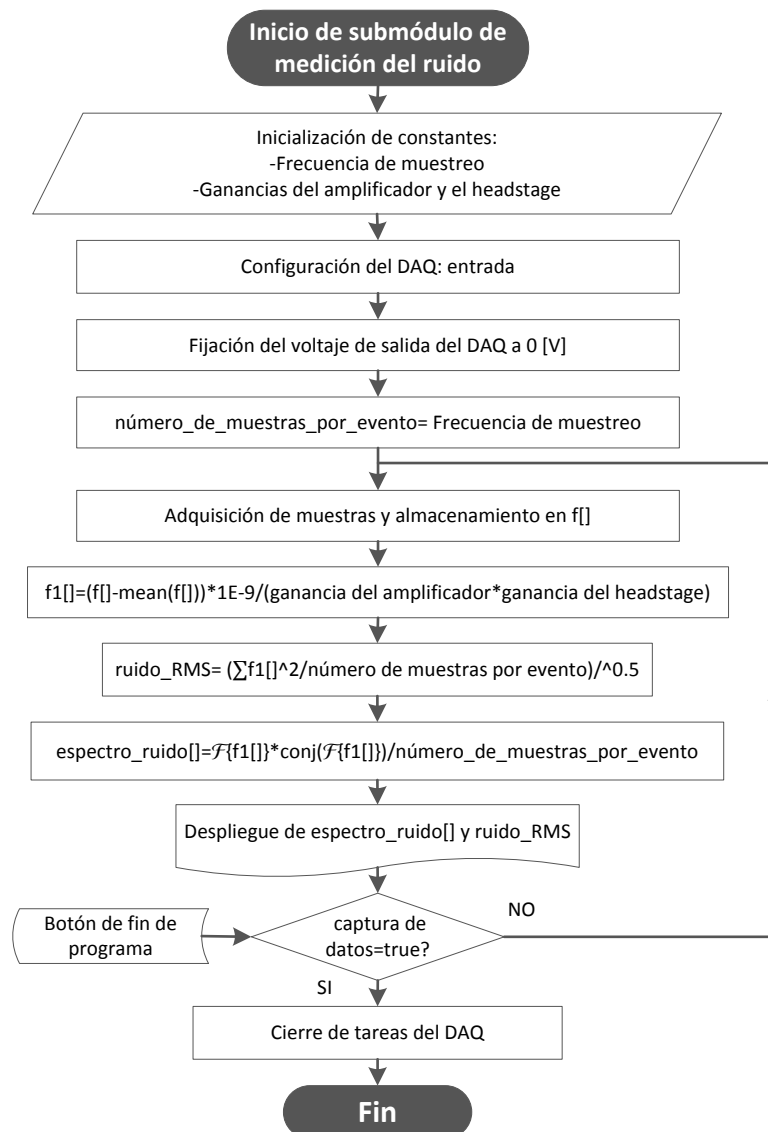 Inicio de submódulo de
medición del ruido
Inicialización de constantes:
-Frecuencia de muestreo
-Ganancias del amplificador y el headstage
Configuración del DAQ: entrada
Fijación del voltaje de salida del DAQ a 0 [V]
número_de_muestras_por_evento= Frecuencia de muestreo
Adquisición de muestras y almacenamiento en f[]
f1[]=(f[]-mean(f[]))*1E-9/(ganancia del amplificador*ganancia del headstage)
ruido_RMS= (∑f1[]^2/número de muestras por evento)/^0.5
espectro_ruido[]=ℱ{f1[]}*conj(ℱ{f1[]})/número_de_muestras_por_evento
Despliegue de espectro_ruido[] y ruido_RMS
Botón de fin de
programa
captura de
datos=true?
NO
SI
Cierre de tareas del DAQ
Fin